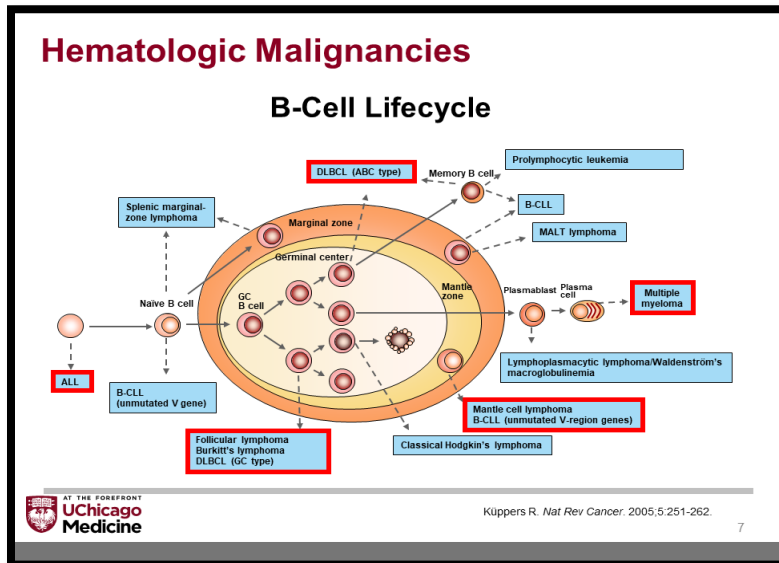 Hematologic Malignancies
B-Cell Lifecycle
DLBCL (ABC type)
Memory B cell
Prolymphocytic leukemia
Splenic marginal-
zone lymphoma
B-CLL
Marginal zone
MALT lymphoma
Germinal center
Mantle
zone
Naïve B cell
GC
B cell
Plasmablast
Plasma
cell
Multiple
myeloma
ALL
B-CLL
(unmutated V gene)
Lymphoplasmacytic lymphoma/Waldenström's
macroglobulinemia
Mantle cell lymphoma
B-CLL (unmutated V-region genes)
Follicular lymphoma
Burkitt's lymphoma
DLBCL (GC type)
Classical Hodgkin's lymphoma
AT THE FOREFRONT
UChicago
Medicine
Küppers R. Nat Rev Cancer. 2005;5:251-262.
7